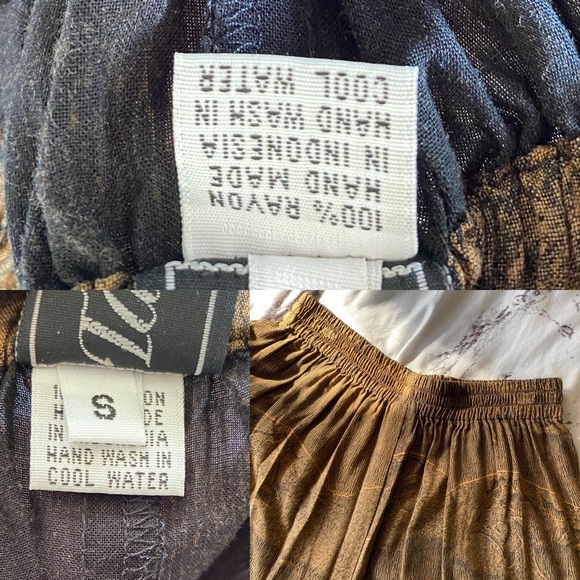 100% RAYON
HAND MADE
IN INDONESIA
HAND WASH IN
COOL WATER
S
HAND WASH IN
COOL WATER